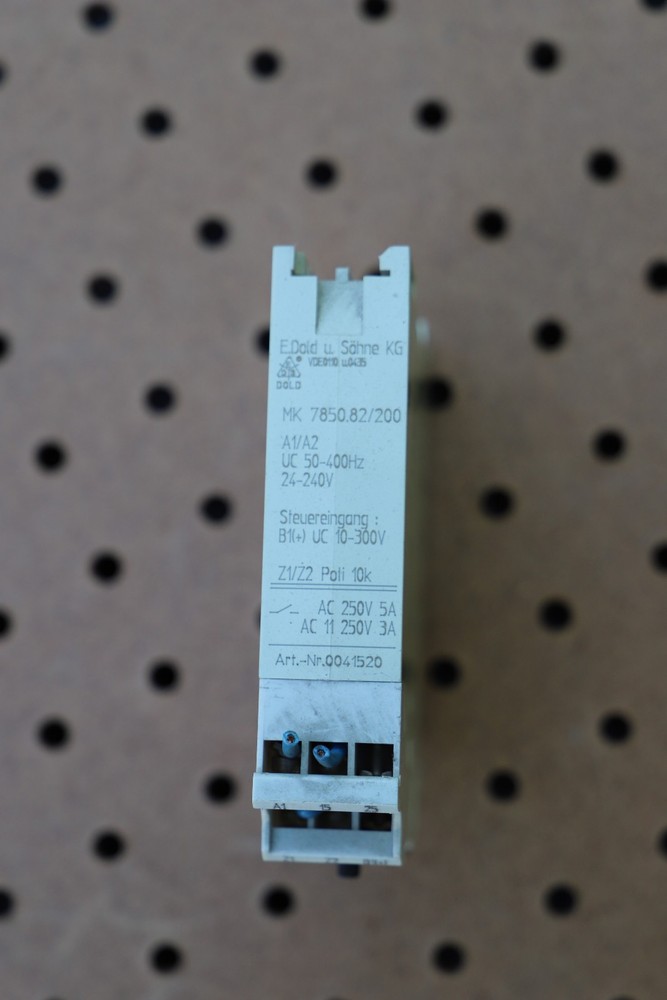 E.Dold u. Söhne KG
VDE0110 u.0435
DOLD
MK 7850.82/200
A1/A2
UC 50-400Hz
24-240V
Steuereingang :
B1(+) UC 10-300V
Z1/Z2 Poti 10k
AC 250V 5A
AC 11 250V 3A
Art.-Nr.0041520
A1 15 25
Z1 Z2